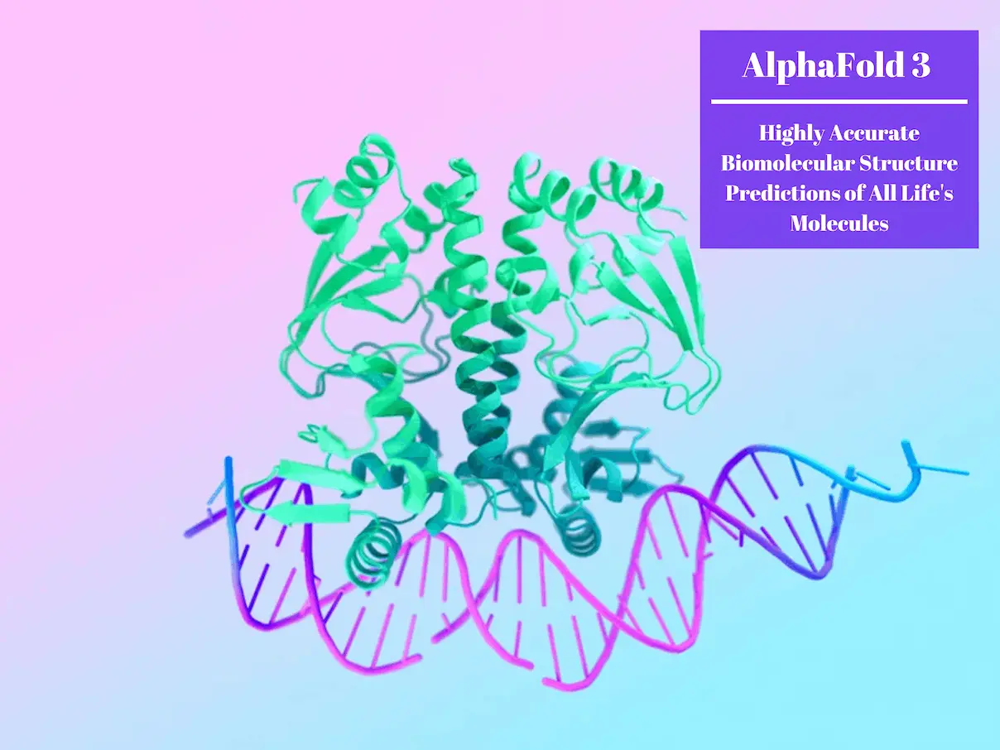 AlphaFold 3
Highly Accurate
Biomolecular Structure
Predictions of All Life's
Molecules